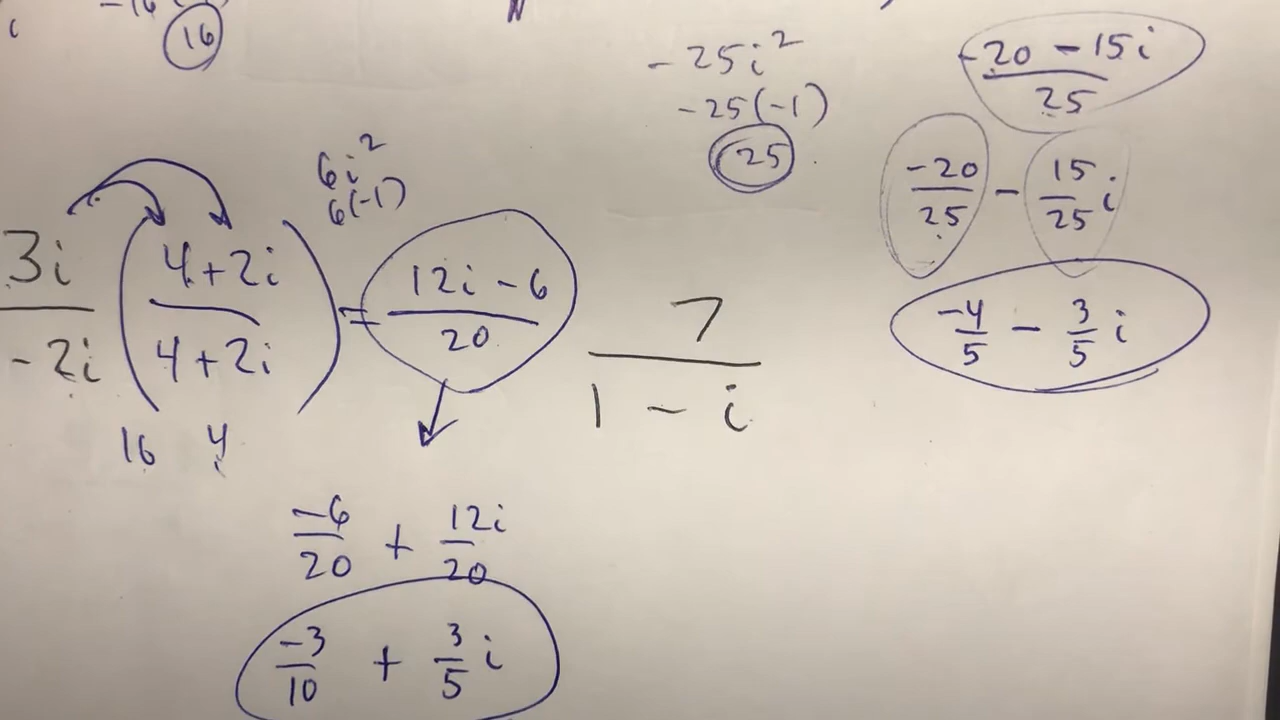 i
-16
16
-25i²
-25(-1)
25
-20 - 15i
25
-20/25 - 15/25 i
-4/5 - 3/5 i
6i²
6(-1)
3i/-2i (4+2i/4+2i) = 12i - 6/20
16 4
7
1 - i
-6/20 + 12i/20
-3/10 + 3/5 i